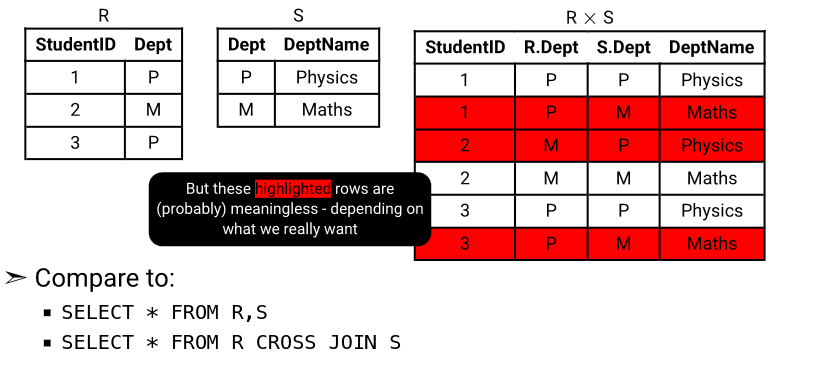 R
StudentID Dept
1 P
2 M
3 P
S
Dept DeptName
P Physics
M Maths
R × S
StudentID R.Dept S.Dept DeptName
1 P P Physics
1 P M Maths
2 M P Physics
2 M M Maths
3 P P Physics
3 P M Maths
But these highlighted rows are
(probably) meaningless - depending on
what we really want
➢ Compare to:
▪ SELECT * FROM R,S
▪ SELECT * FROM R CROSS JOIN S